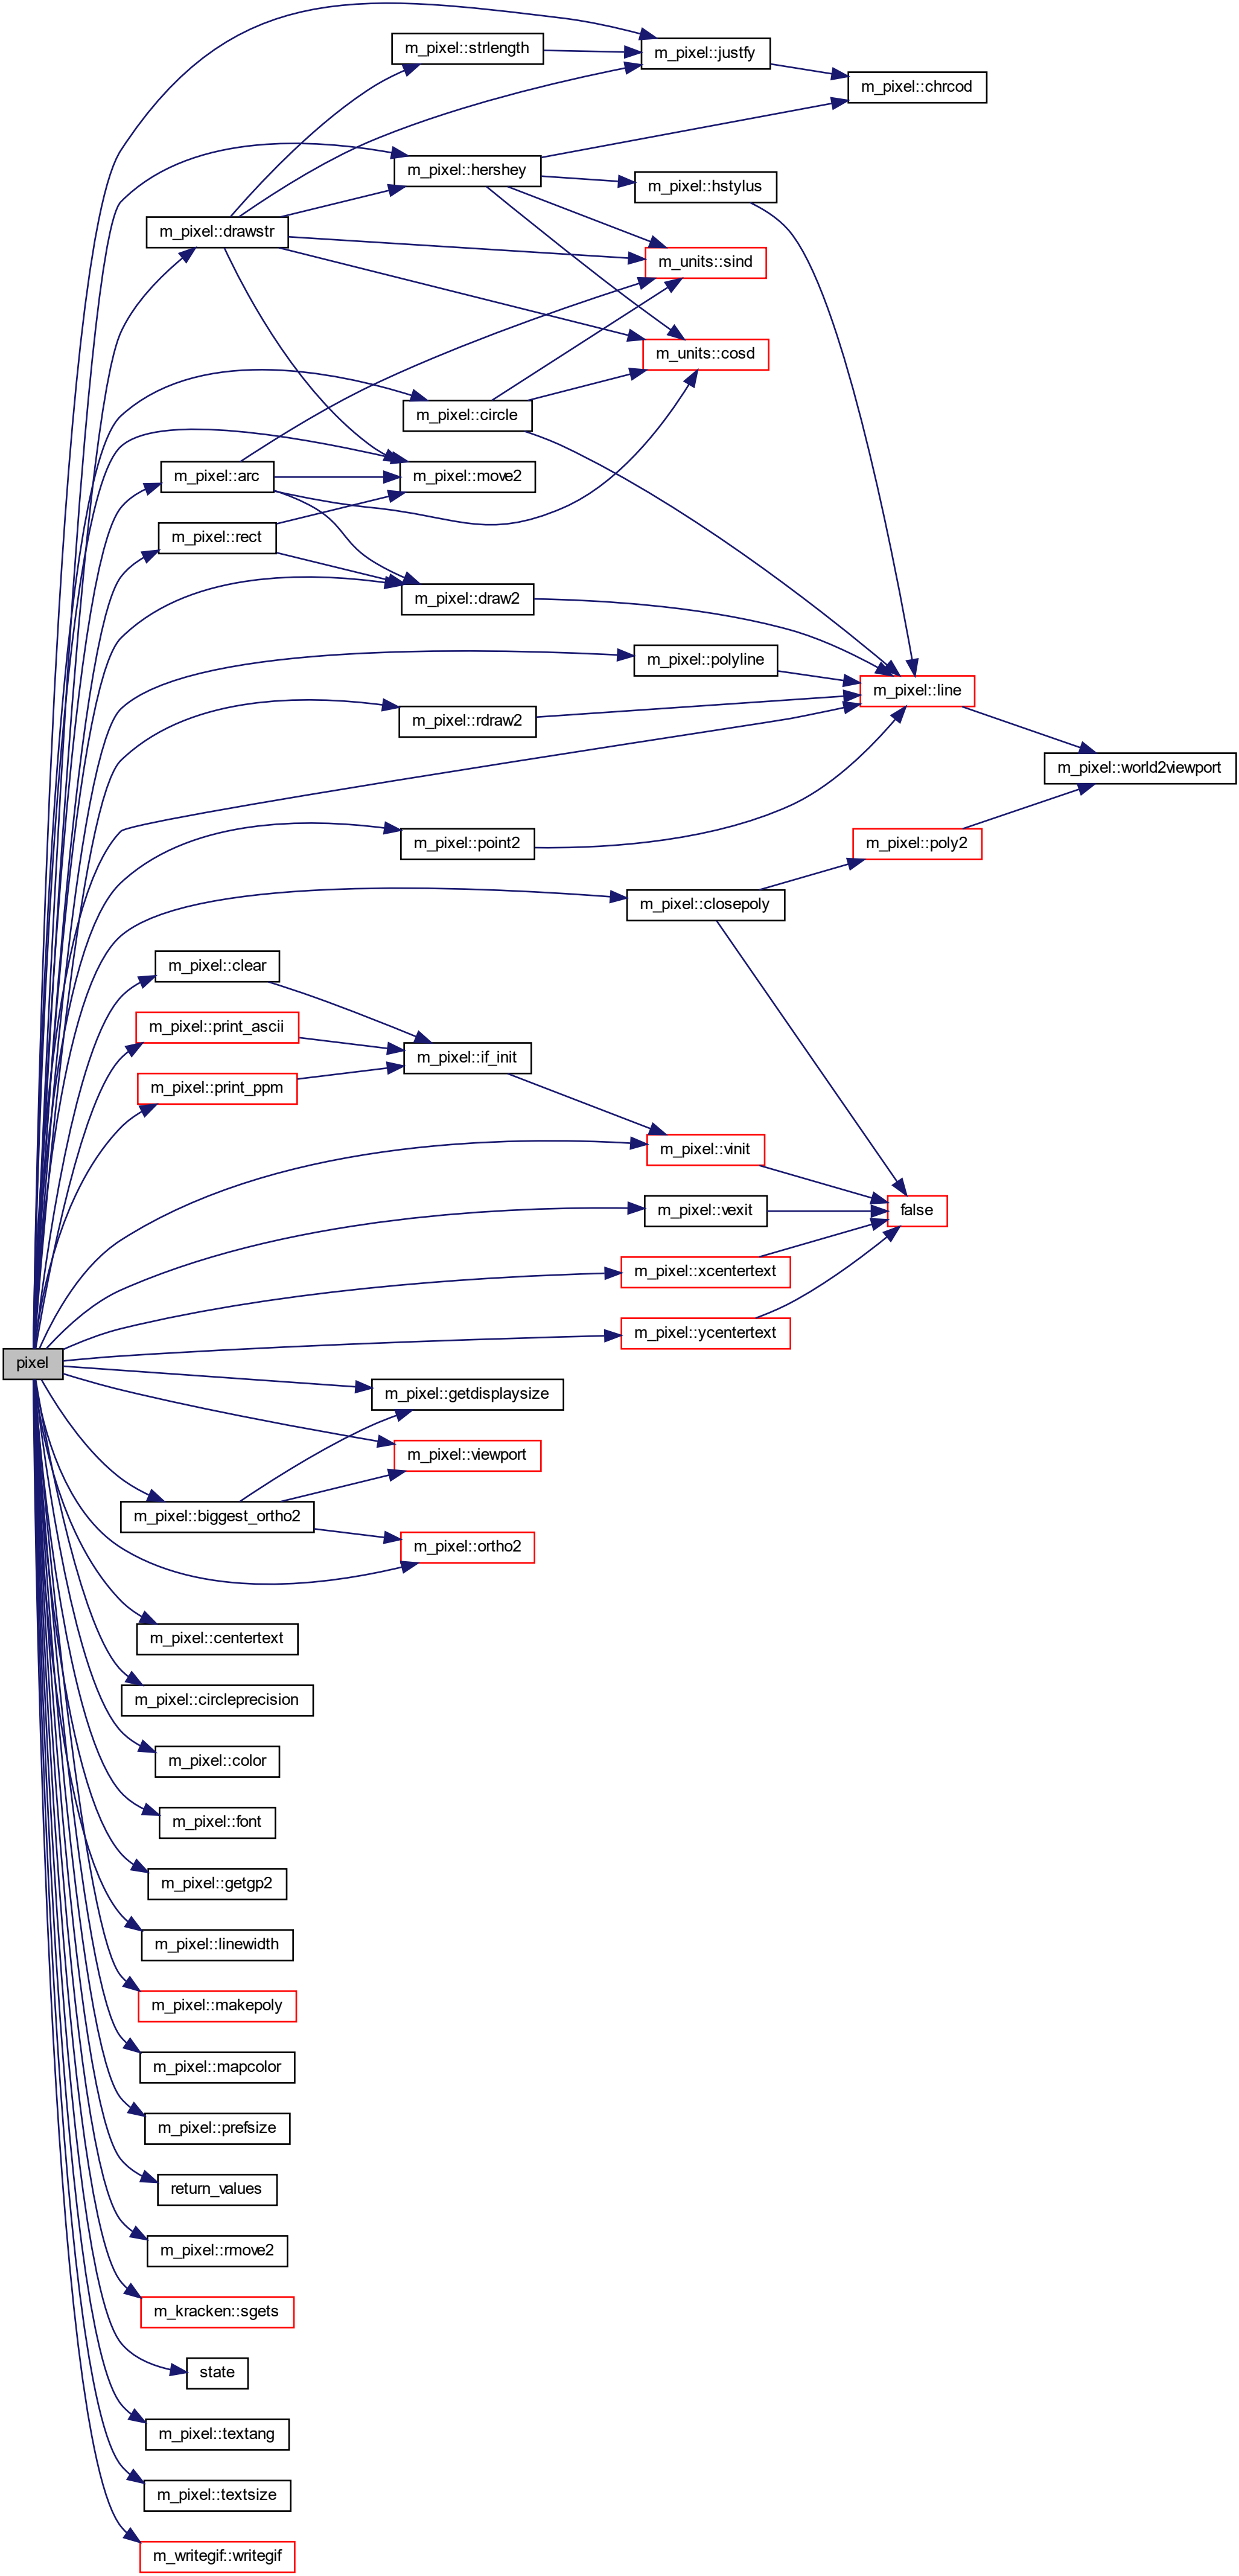 m_pixel::strlength
m_pixel::justfy
m_pixel::chrcod
m_pixel::hershey
m_pixel::hstylus
m_pixel::drawstr
m_units::sind
m_units::cosd
m_pixel::circle
m_pixel::arc
m_pixel::move2
m_pixel::rect
m_pixel::draw2
m_pixel::polyline
m_pixel::line
m_pixel::rdraw2
m_pixel::world2viewport
m_pixel::point2
m_pixel::poly2
m_pixel::closepoly
m_pixel::clear
m_pixel::print_ascii
m_pixel::if_init
m_pixel::print_ppm
m_pixel::vinit
m_pixel::vexit
false
m_pixel::xcentertext
m_pixel::ycentertext
pixel
m_pixel::getdisplaysize
m_pixel::viewport
m_pixel::biggest_ortho2
m_pixel::ortho2
m_pixel::centertext
m_pixel::circleprecision
m_pixel::color
m_pixel::font
m_pixel::getgp2
m_pixel::linewidth
m_pixel::makepoly
m_pixel::mapcolor
m_pixel::prefsize
return_values
m_pixel::rmove2
m_kracken::sgets
state
m_pixel::textang
m_pixel::textsize
m_writegif::writegif